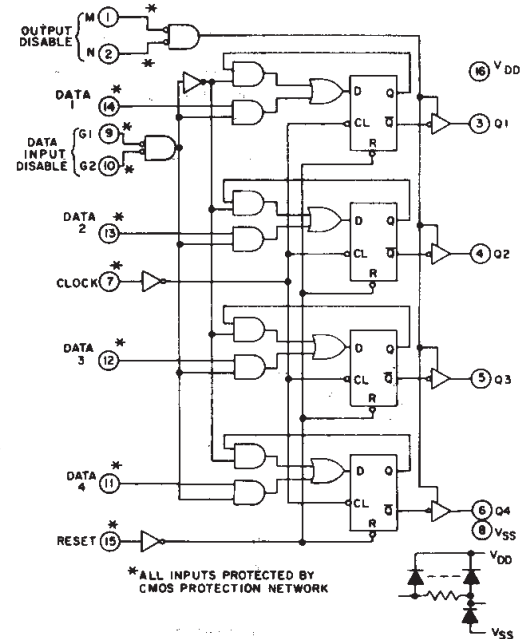 OUTPUT DISABLE { M 1 *
N 2 *
16 VDD
D Q
CL Q̅
R
3 Q1
DATA 1 14 *
DATA INPUT DISABLE { G1 9 *
G2 10 *
D Q
CL Q̅
R
4 Q2
DATA 2 13 *
CLOCK 7 *
D Q
CL Q̅
R
5 Q3
DATA 3 12 *
D Q
CL Q̅
R
6 Q4
8 VSS
DATA 4 11 *
RESET 15 *
*ALL INPUTS PROTECTED BY
CMOS PROTECTION NETWORK
VDD
VSS